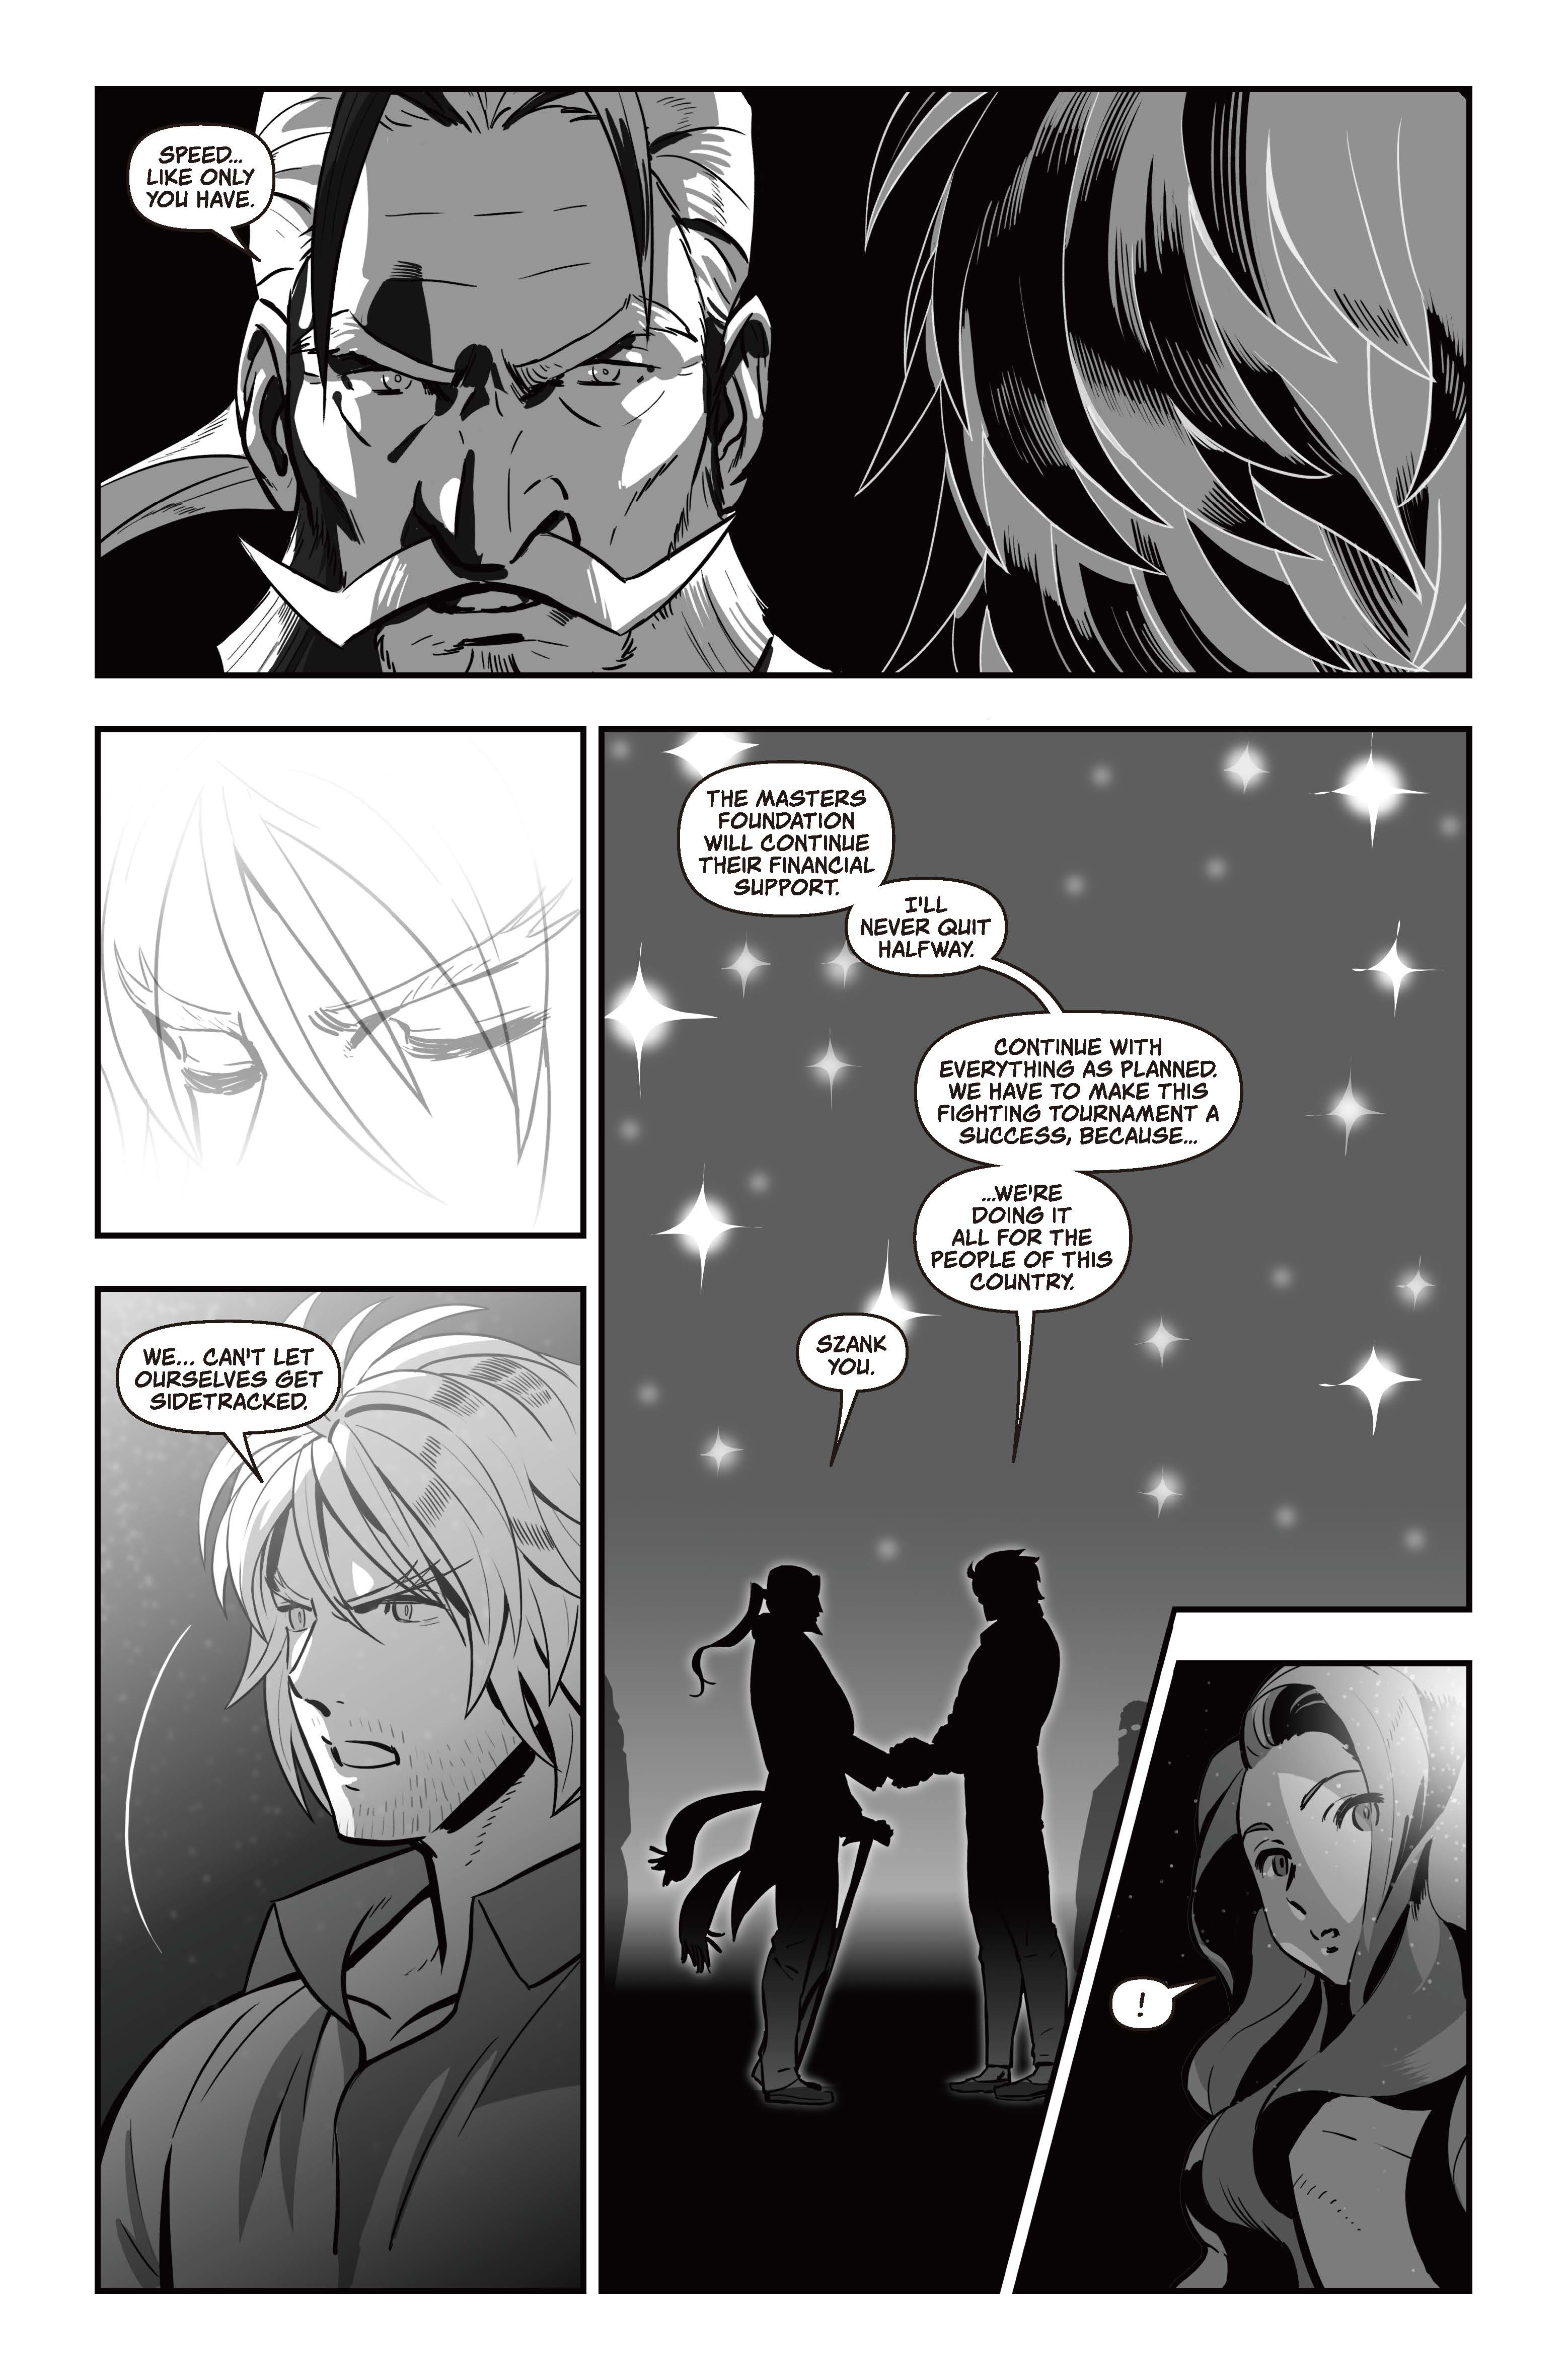 SPEED...
LIKE ONLY
YOU HAVE.
WE... CAN'T LET
OURSELVES GET
SIDETRACKED.
THE MASTERS
FOUNDATION
WILL CONTINUE
THEIR FINANCIAL
SUPPORT.
I'LL
NEVER QUIT
HALFWAY.
CONTINUE WITH
EVERYTHING AS PLANNED.
WE HAVE TO MAKE THIS
FIGHTING TOURNAMENT A
SUCCESS, BECAUSE...
...WE'RE
DOING IT
ALL FOR THE
PEOPLE OF THIS
COUNTRY.
SZANK
YOU.
!